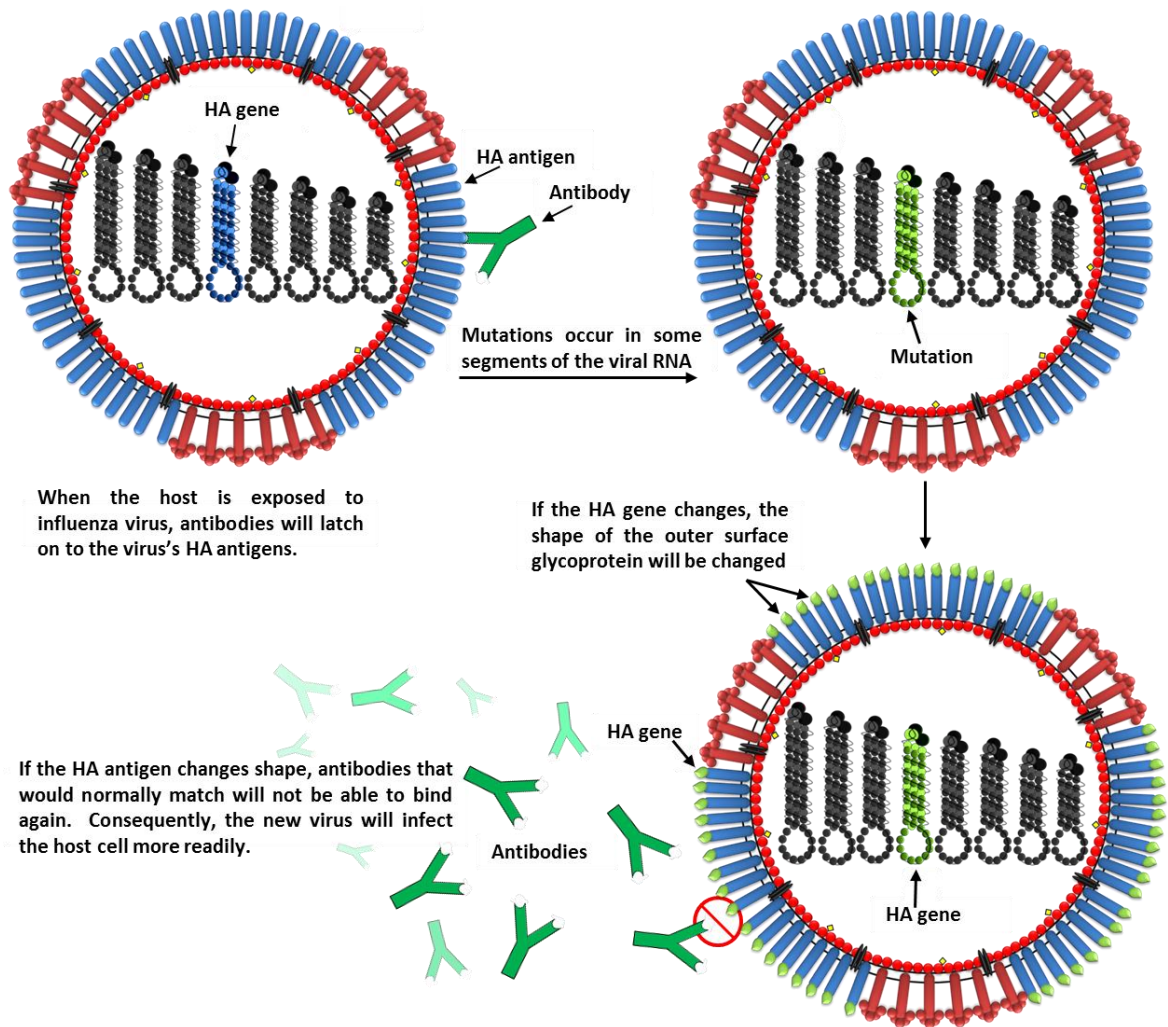 HA gene
HA antigen
Antibody
Mutations occur in some
segments of the viral RNA
Mutation
When the host is exposed to
influenza virus, antibodies will latch
on to the virus's HA antigens.
If the HA gene changes, the
shape of the outer surface
glycoprotein will be changed
HA gene
If the HA antigen changes shape, antibodies that
would normally match will not be able to bind
again. Consequently, the new virus will infect
the host cell more readily.
Antibodies
HA gene